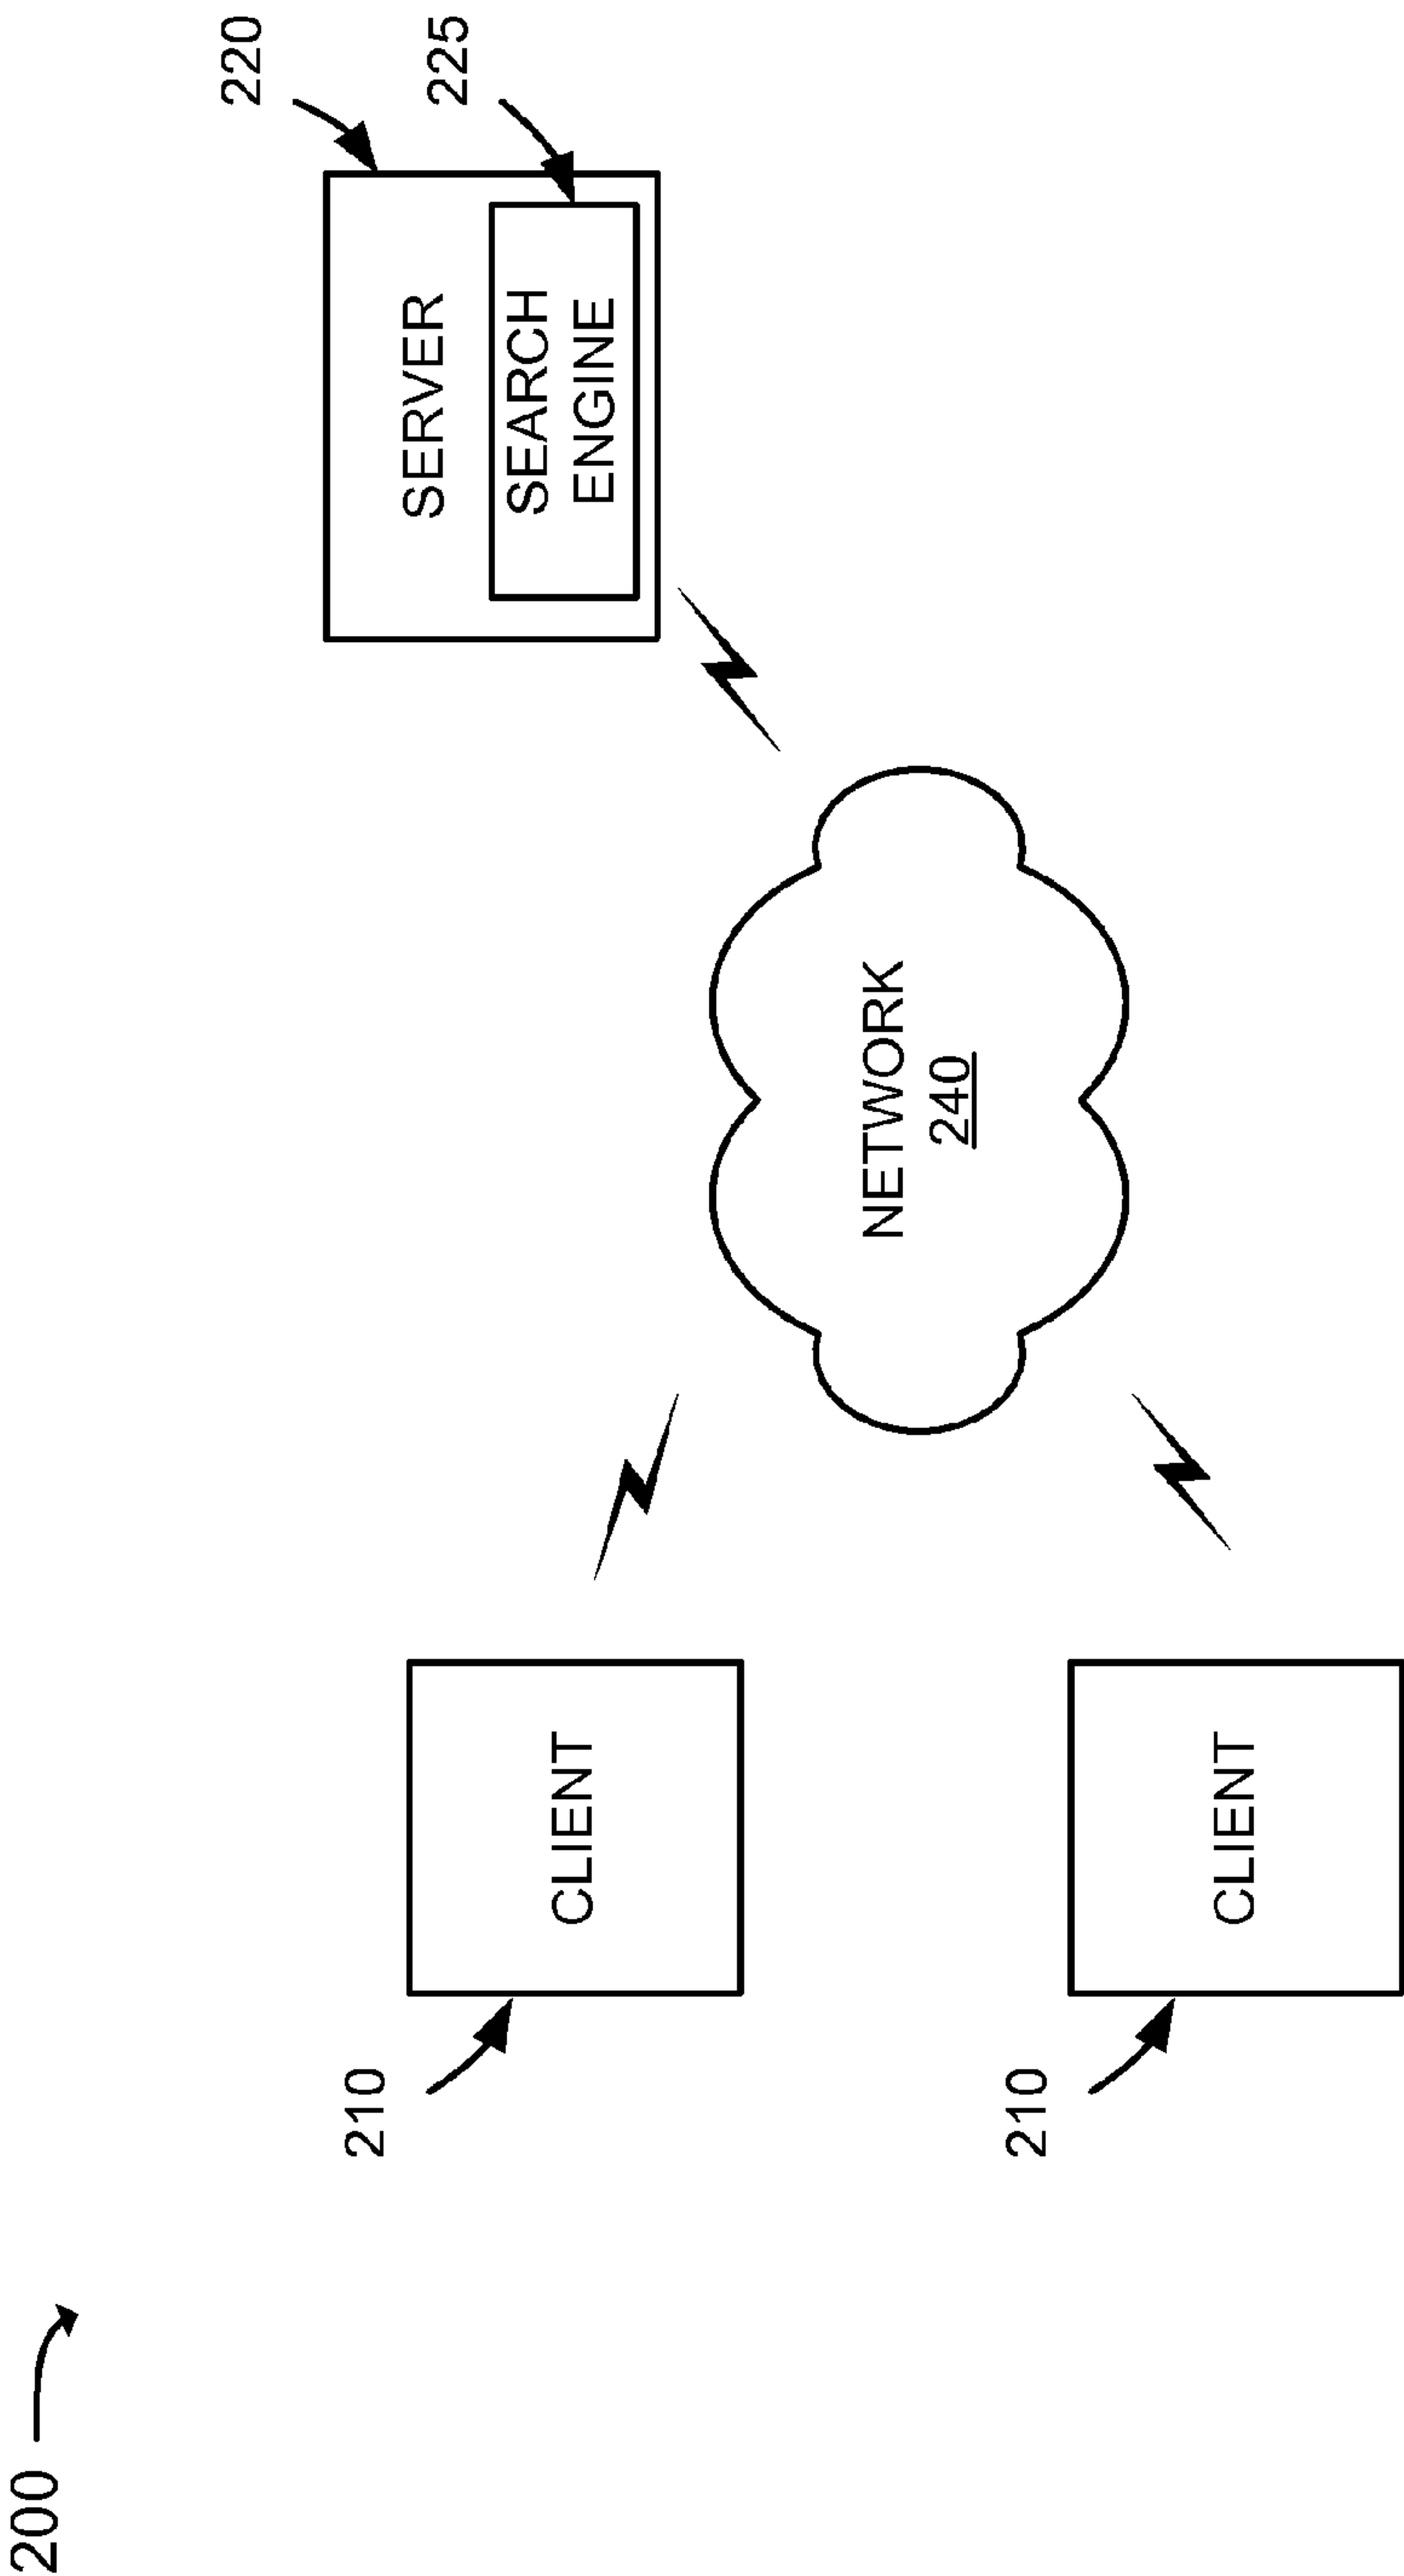 200
220
225
SERVER
SEARCH
ENGINE
210
CLIENT
NETWORK
240
210
CLIENT